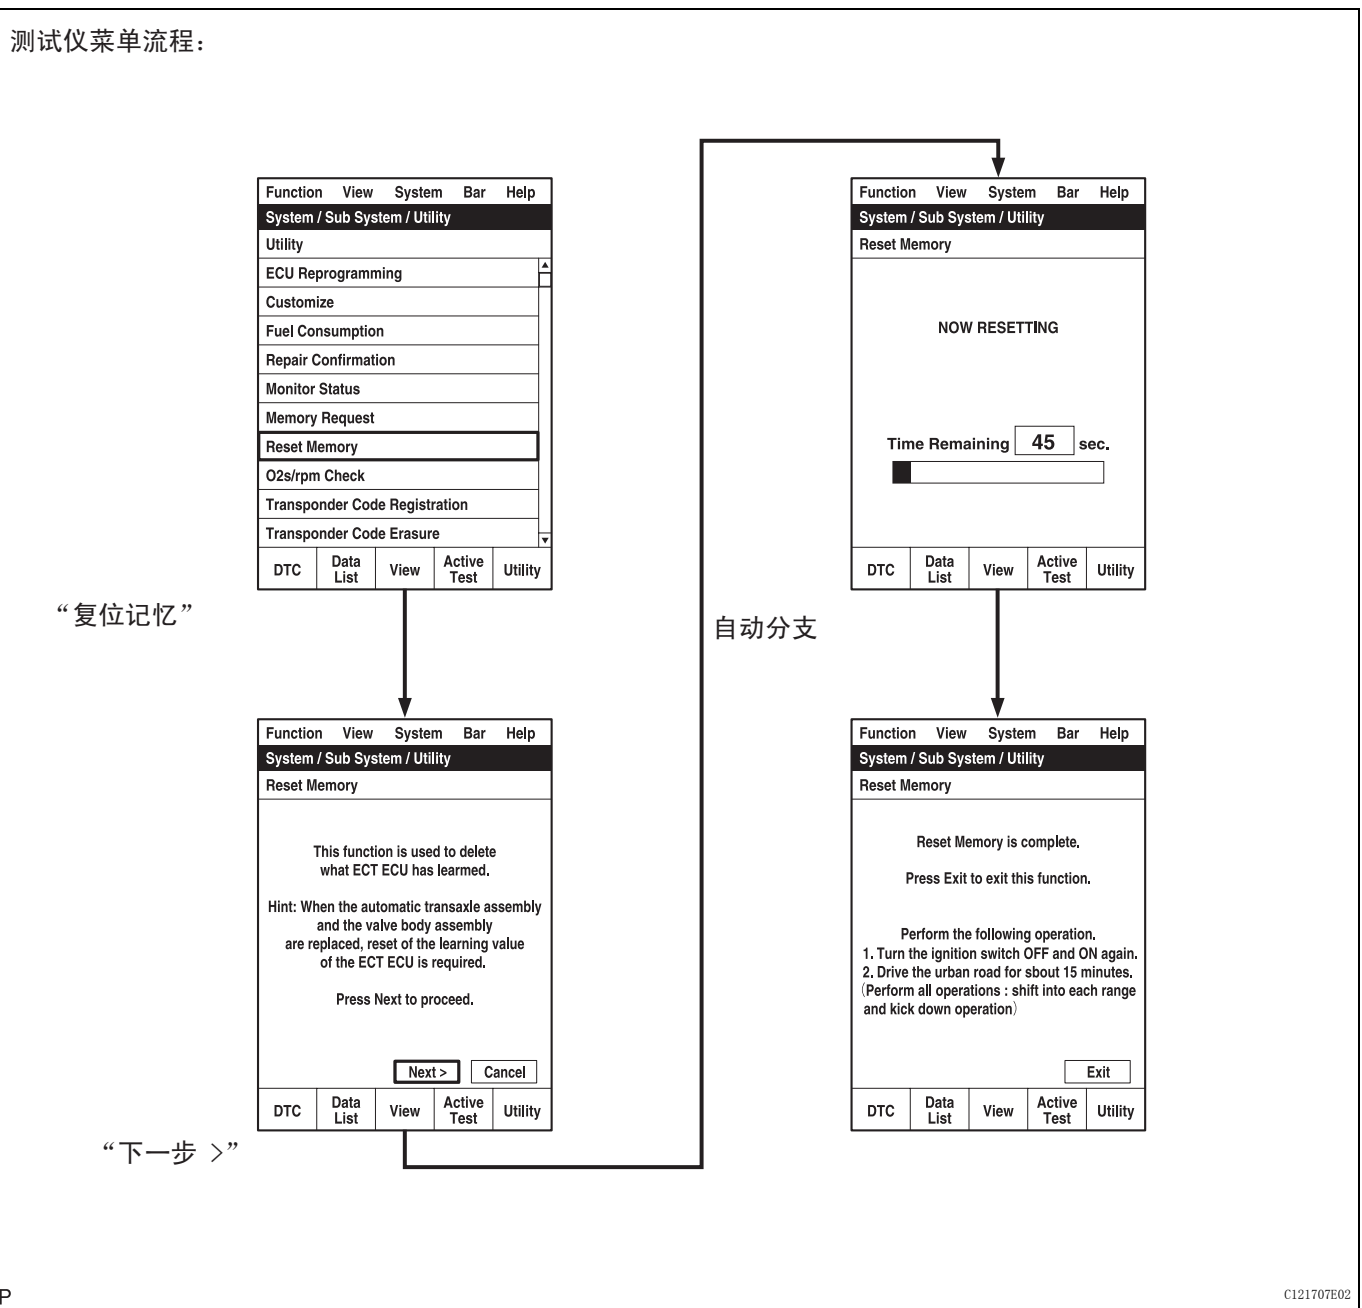 测试仪菜单流程：
Function View System Bar Help
System / Sub System / Utility
Utility
ECU Reprogramming
Customize
Fuel Consumption
Repair Confirmation
Monitor Status
Memory Request
Reset Memory
O2s/rpm Check
Transponder Code Registration
Transponder Code Erasure
DTC Data List View Active Test Utility
“复位记忆”
Function View System Bar Help
System / Sub System / Utility
Reset Memory
This function is used to delete
what ECT ECU has learmed.
Hint: When the automatic transaxle assembly
and the valve body assembly
are replaced, reset of the learning value
of the ECT ECU is required.
Press Next to proceed.
Next > Cancel
DTC Data List View Active Test Utility
“下一步 >”
自动分支
Function View System Bar Help
System / Sub System / Utility
Reset Memory
NOW RESETTING
Time Remaining 45 sec.
DTC Data List View Active Test Utility
Function View System Bar Help
System / Sub System / Utility
Reset Memory
Reset Memory is complete.
Press Exit to exit this function.
Perform the following operation.
1. Turn the ignition switch OFF and ON again.
2. Drive the urban road for sbout 15 minutes.
(Perform all operations : shift into each range
and kick down operation)
Exit
DTC Data List View Active Test Utility
P
C121707E02